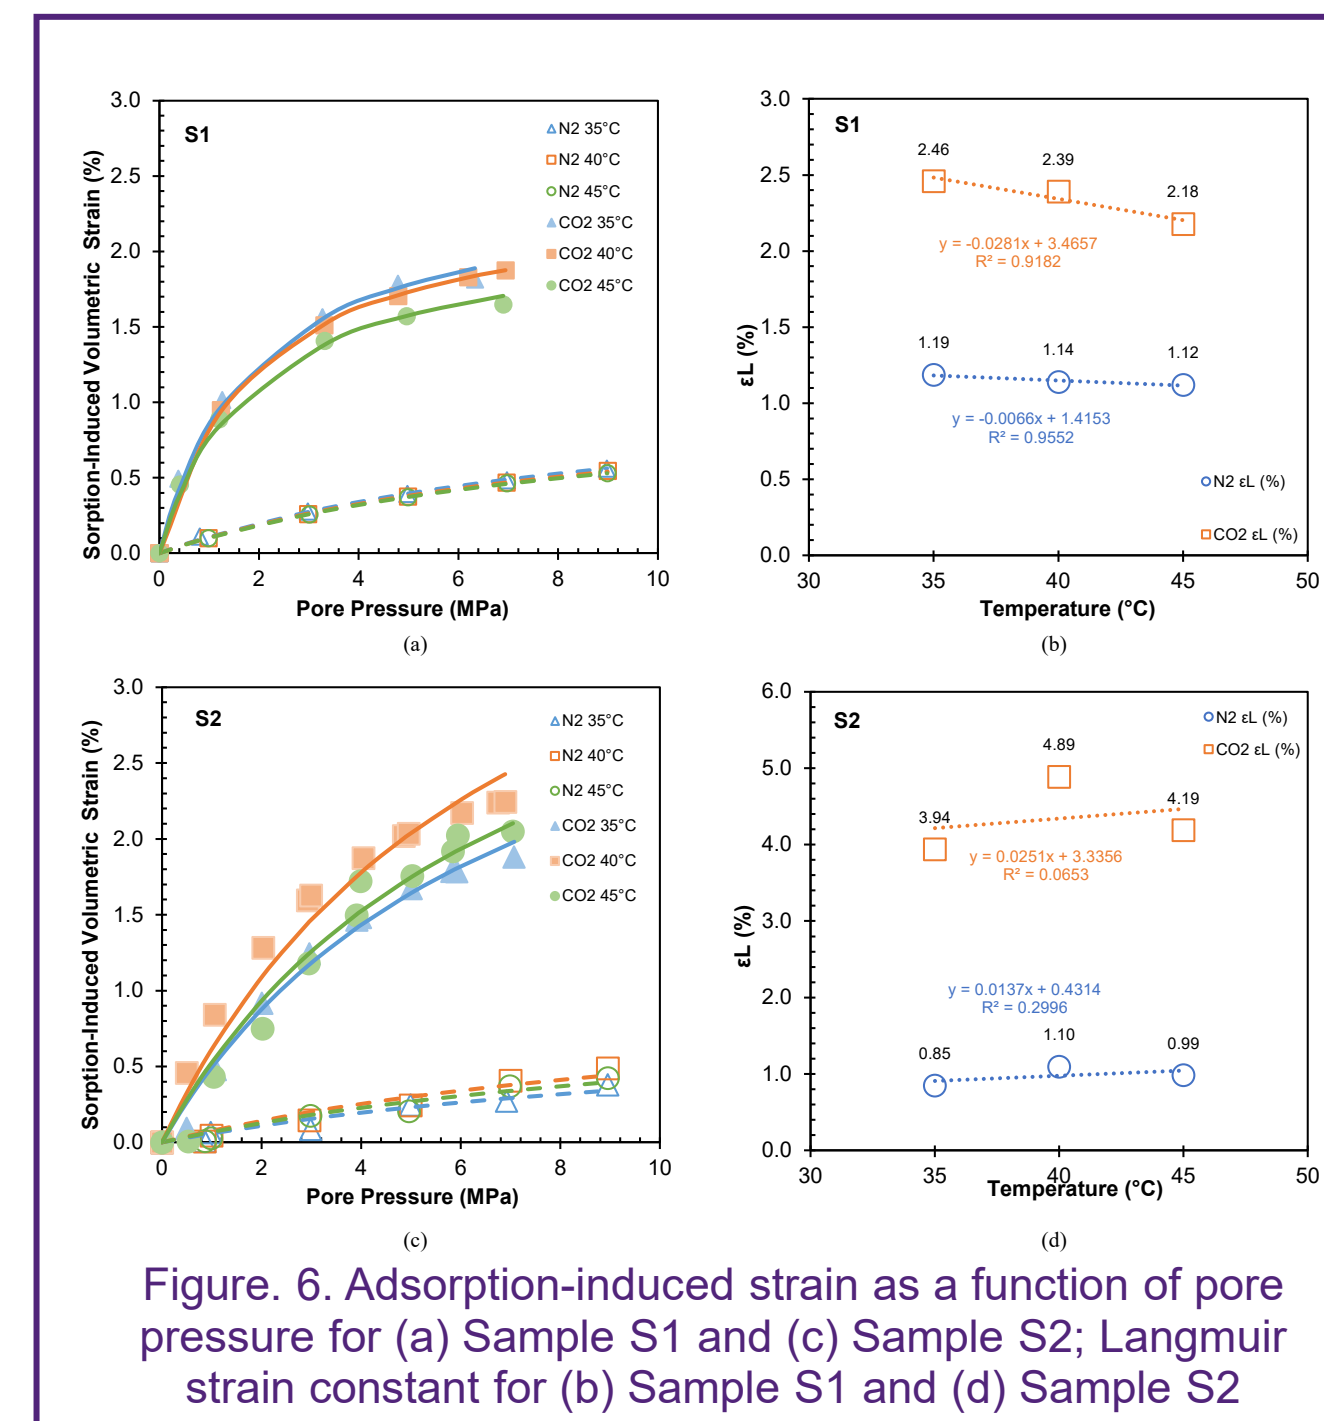 3.0
2.5
2.0
1.5
1.0
0.5
0.0
Sorption-Induced Volumetric Strain (%)
S1
N2 35°C
N2 40°C
N2 45°C
CO2 35°C
CO2 40°C
CO2 45°C
0 2 4 6 8 10
Pore Pressure (MPa)
(a)
3.0
2.5
2.0
1.5
1.0
0.5
0.0
εL (%)
S1
2.46
2.39
2.18
y = -0.0281x + 3.4657
R² = 0.9182
1.19
1.14
1.12
y = -0.0066x + 1.4153
R² = 0.9552
N2 εL (%)
CO2 εL (%)
30 35 40 45 50
Temperature (°C)
(b)
3.0
2.5
2.0
1.5
1.0
0.5
0.0
Sorption-Induced Volumetric Strain (%)
S2
N2 35°C
N2 40°C
N2 45°C
CO2 35°C
CO2 40°C
CO2 45°C
0 2 4 6 8 10
Pore Pressure (MPa)
(c)
6.0
5.0
4.0
3.0
2.0
1.0
0.0
εL (%)
S2
N2 εL (%)
CO2 εL (%)
4.89
3.94
4.19
y = 0.0251x + 3.3356
R² = 0.0653
y = 0.0137x + 0.4314
R² = 0.2996
0.85
1.10
0.99
30 35 40 45 50
Temperature (°C)
(d)
Figure. 6. Adsorption-induced strain as a function of pore
pressure for (a) Sample S1 and (c) Sample S2; Langmuir
strain constant for (b) Sample S1 and (d) Sample S2